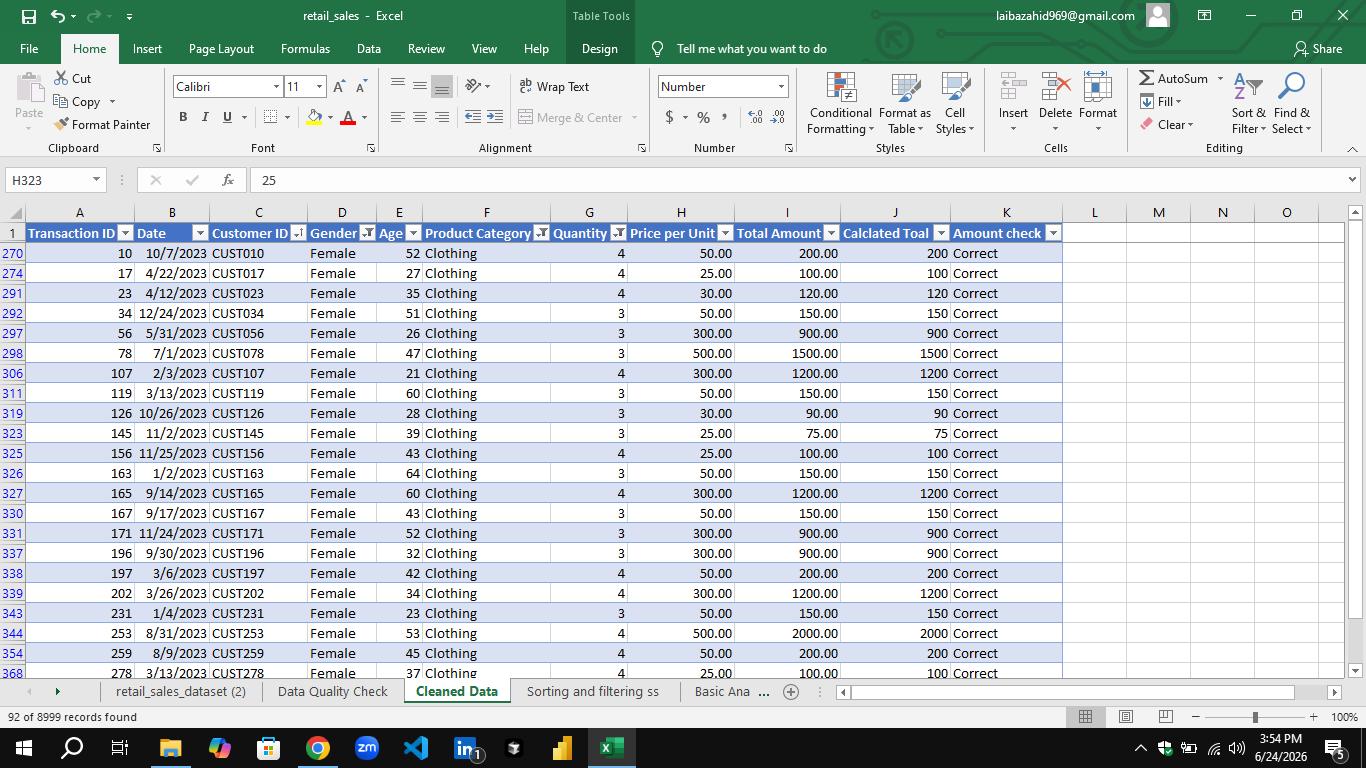 retail_sales - Excel
Table Tools
laibazahid969@gmail.com
File Home Insert Page Layout Formulas Data Review View Help Design Tell me what you want to do Share
Paste
Cut
Copy
Format Painter
Clipboard
Calibri 11 A A
B I U A
Font
Wrap Text
Merge & Center
Alignment
Number
$ % ,
Number
Conditional Formatting
Format as Table
Cell Styles
Styles
Insert Delete Format
Cells
AutoSum
Fill
Clear
Sort & Filter
Find & Select
Editing
H323 fx 25
A B C D E F G H I J K L M N O
1 Transaction ID Date Customer ID Gender Age Product Category Quantity Price per Unit Total Amount Calclated Toal Amount check
270 10 10/7/2023 CUST010 Female 52 Clothing 4 50.00 200.00 200 Correct
274 17 4/22/2023 CUST017 Female 27 Clothing 4 25.00 100.00 100 Correct
291 23 4/12/2023 CUST023 Female 35 Clothing 4 30.00 120.00 120 Correct
292 34 12/24/2023 CUST034 Female 51 Clothing 3 50.00 150.00 150 Correct
297 56 5/31/2023 CUST056 Female 26 Clothing 3 300.00 900.00 900 Correct
298 78 7/1/2023 CUST078 Female 47 Clothing 3 500.00 1500.00 1500 Correct
306 107 2/3/2023 CUST107 Female 21 Clothing 4 300.00 1200.00 1200 Correct
311 119 3/13/2023 CUST119 Female 60 Clothing 3 50.00 150.00 150 Correct
319 126 10/26/2023 CUST126 Female 28 Clothing 3 30.00 90.00 90 Correct
323 145 11/2/2023 CUST145 Female 39 Clothing 3 25.00 75.00 75 Correct
325 156 11/25/2023 CUST156 Female 43 Clothing 4 25.00 100.00 100 Correct
326 163 1/2/2023 CUST163 Female 64 Clothing 3 50.00 150.00 150 Correct
327 165 9/14/2023 CUST165 Female 60 Clothing 4 300.00 1200.00 1200 Correct
330 167 9/17/2023 CUST167 Female 43 Clothing 3 50.00 150.00 150 Correct
331 171 11/24/2023 CUST171 Female 52 Clothing 3 300.00 900.00 900 Correct
337 196 9/30/2023 CUST196 Female 32 Clothing 3 300.00 900.00 900 Correct
338 197 3/6/2023 CUST197 Female 42 Clothing 4 50.00 200.00 200 Correct
339 202 3/26/2023 CUST202 Female 34 Clothing 4 300.00 1200.00 1200 Correct
343 231 1/4/2023 CUST231 Female 23 Clothing 3 50.00 150.00 150 Correct
344 253 8/31/2023 CUST253 Female 53 Clothing 4 500.00 2000.00 2000 Correct
354 259 8/9/2023 CUST259 Female 45 Clothing 4 50.00 200.00 200 Correct
368 278 3/13/2023 CUST278 Female 37 Clothing 4 25.00 100.00 100 Correct
retail_sales_dataset (2) Data Quality Check Cleaned Data Sorting and filtering ss Basic Ana ...
92 of 8999 records found 100%
zm in 1 3:54 PM
6/24/2026 5